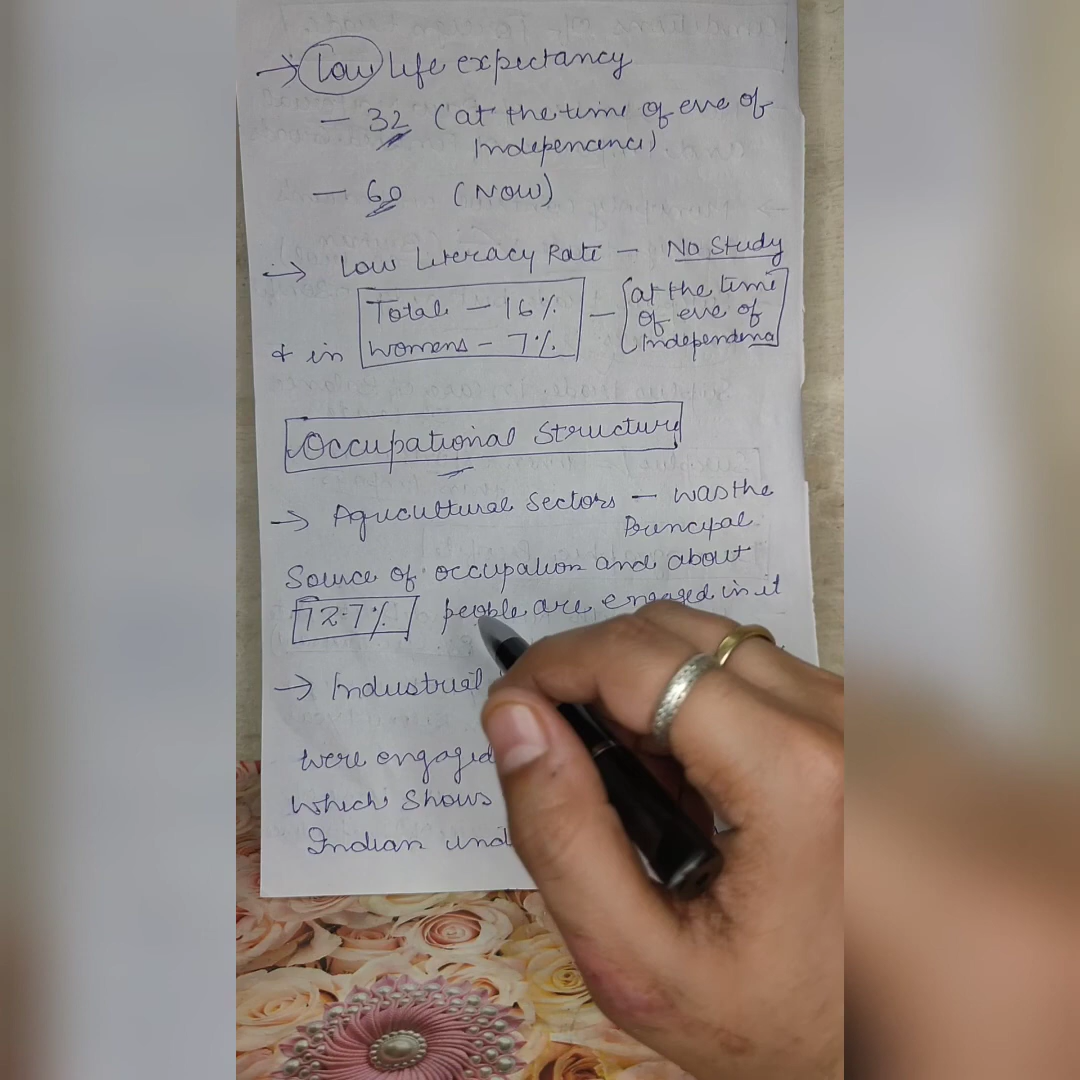 → Low life expectancy
— 32 (at the time of eve of
Indepenance)
— 60 (Now)
→ Low Literacy Rate — No Study
Total — 16% — (at the time
of eve of
& in womens — 7% Independena
Occupational Structure
→ Agricultural Sectors — was the
Principal
Source of occupation and about
72.7% people are engaged in it
→ Industrial
were engaged
which shows
Indian